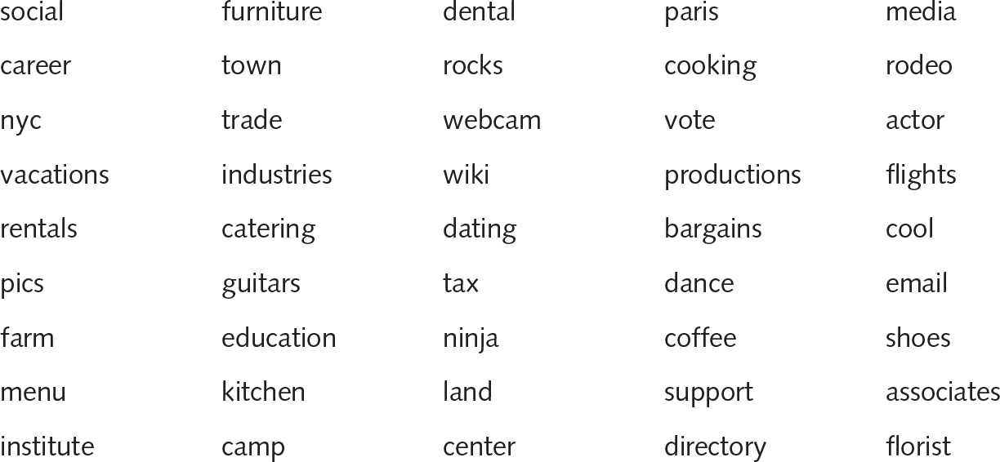 social furniture dental paris media
career town rocks cooking rodeo
nyc trade webcam vote actor
vacations industries wiki productions flights
rentals catering dating bargains cool
pics guitars tax dance email
farm education ninja coffee shoes
menu kitchen land support associates
institute camp center directory florist